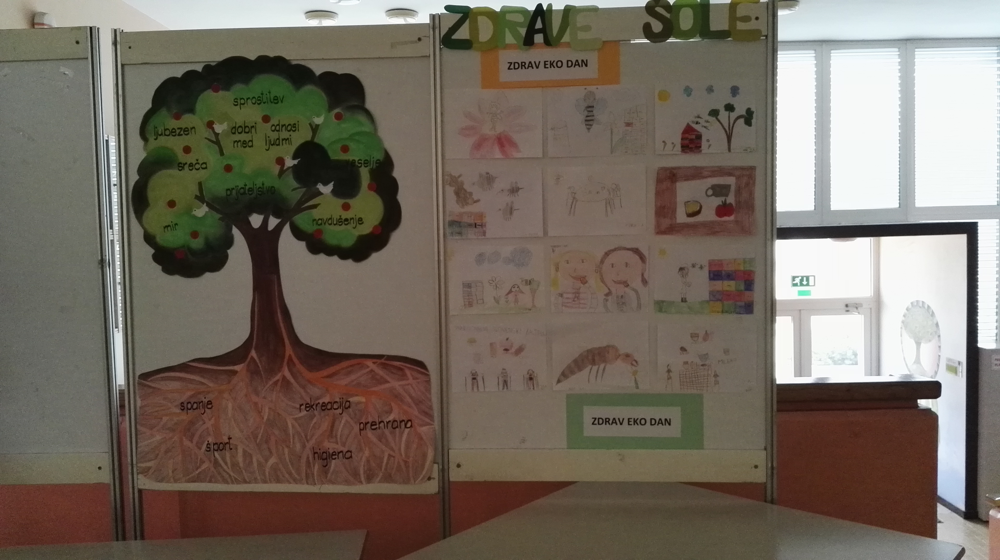 ZDRAVE ŠOLE
ZDRAV EKO DAN
sprostitev
ljubezen
dobri odnosi
med ljudmi
sreča
veselje
prijateljstvo
mir
navdušenje
spanje
rekreacija
prehrana
šport
higiena
MLEKO
ZDRAV EKO DAN